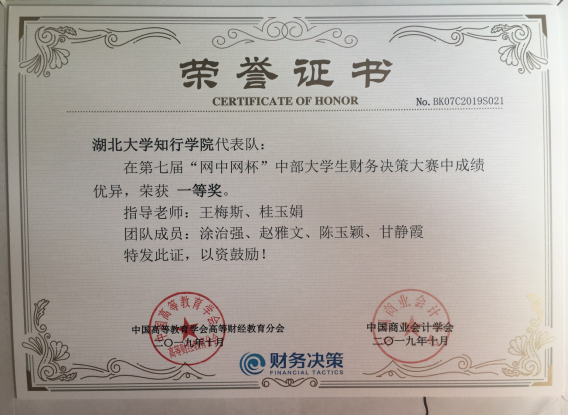 荣誉证书
CERTIFICATE OF HONOR
No. BK07C2019S021
湖北大学知行学院代表队：
在第七届“网中网杯”中部大学生财务决策大赛中成绩
优异，荣获 一等奖。
指导老师：王梅斯、桂玉娟
团队成员：涂治强、赵雅文、陈玉颖、甘静霞
特发此证，以资鼓励！
中国高等教育学会高等财经教育分会
二〇一九年十月
中国商业会计学会
二〇一九年十月
财务决策
FINANCIAL TACTICS